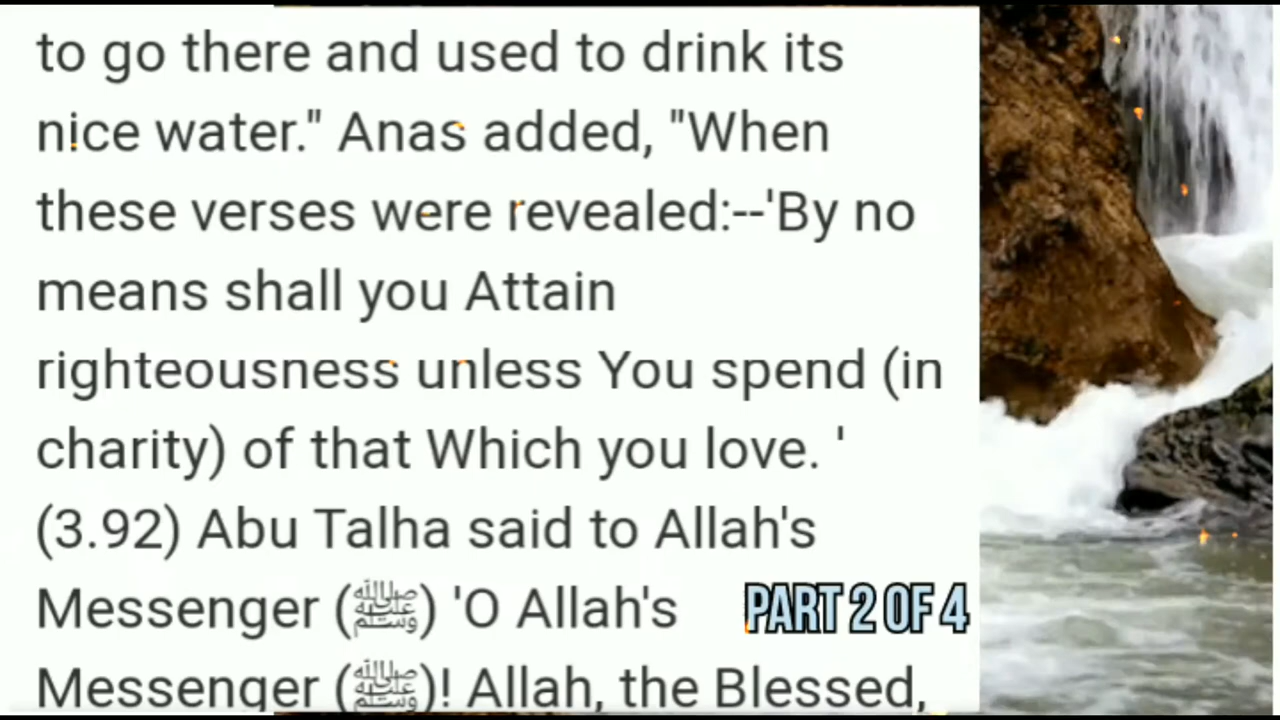 to go there and used to drink its
nice water." Anas added, "When
these verses were revealed:--'By no
means shall you Attain
righteousness unless You spend (in
charity) of that Which you love. '
(3.92) Abu Talha said to Allah's
Messenger (ﷺ) 'O Allah's
PART 2 OF 4
Messenger (ﷺ)! Allah, the Blessed,